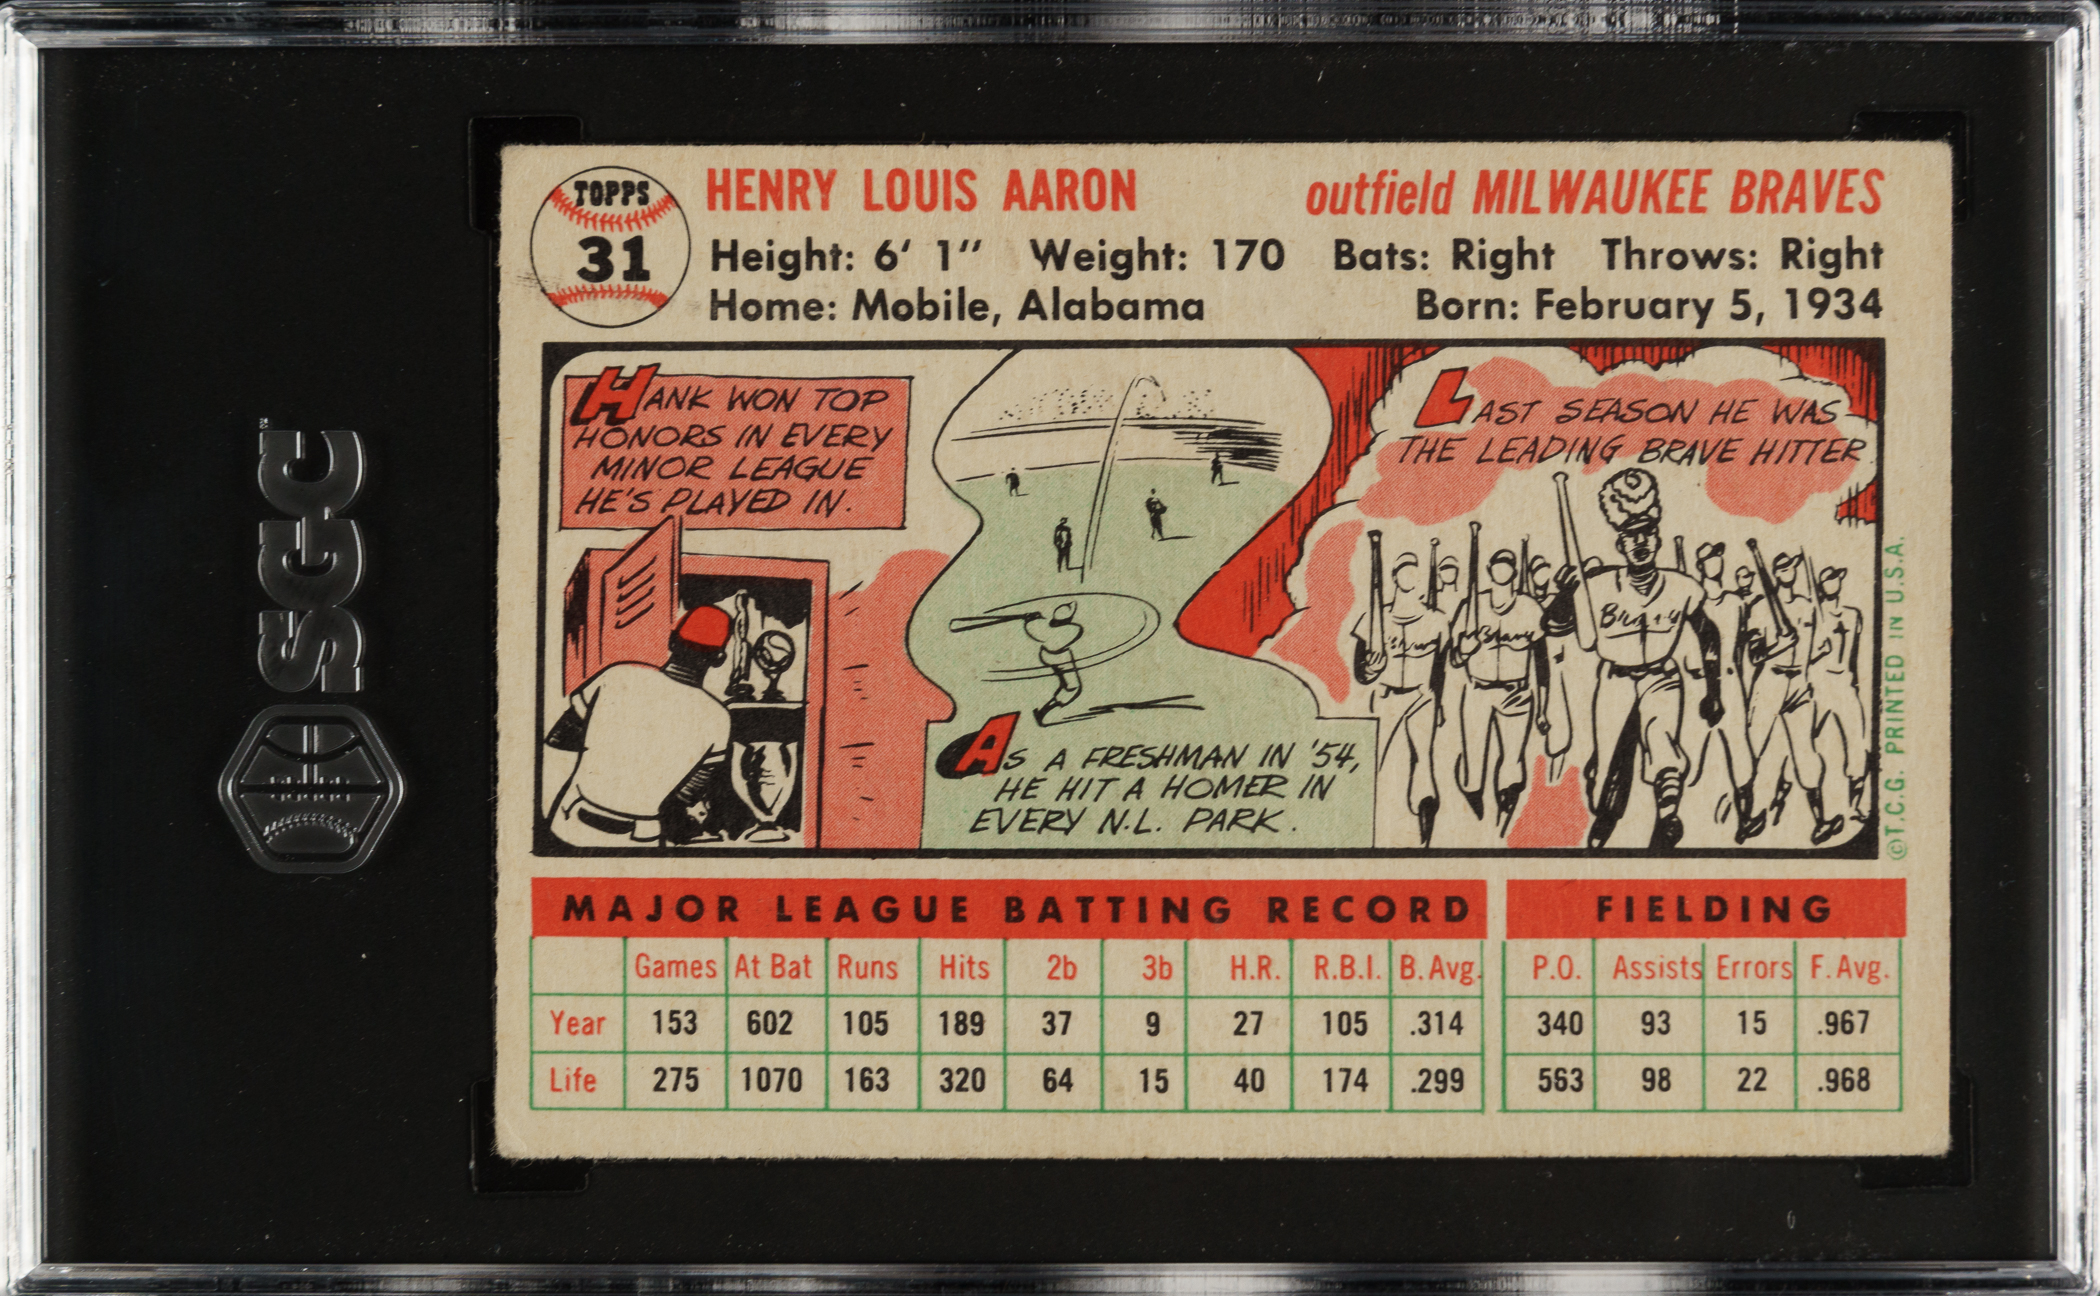 SGC
TOPPS
31
HENRY LOUIS AARON
outfield MILWAUKEE BRAVES
Height: 6' 1" Weight: 170 Bats: Right Throws: Right
Home: Mobile, Alabama
Born: February 5, 1934
HANK WON TOP
HONORS IN EVERY
MINOR LEAGUE
HE'S PLAYED IN.
AS A FRESHMAN IN '54,
HE HIT A HOMER IN
EVERY N.L. PARK.
LAST SEASON HE WAS
THE LEADING BRAVE HITTER
©T.C.G. PRINTED IN U.S.A.
MAJOR LEAGUE BATTING RECORD
Games At Bat Runs Hits 2b 3b H.R. R.B.I. B. Avg.
Year 153 602 105 189 37 9 27 105 .314
Life 275 1070 163 320 64 15 40 174 .299
FIELDING
P.O. Assists Errors F. Avg.
340 93 15 .967
563 98 22 .968